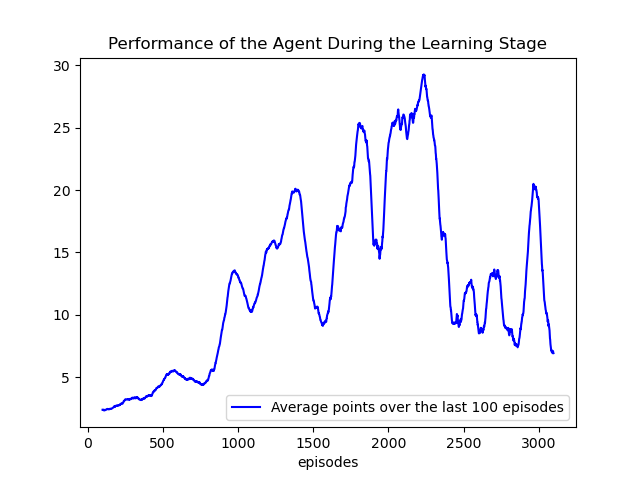 Performance of the Agent During the Learning Stage
30
25
20
15
10
5
Average points over the last 100 episodes
0 500 1000 1500 2000 2500 3000
episodes